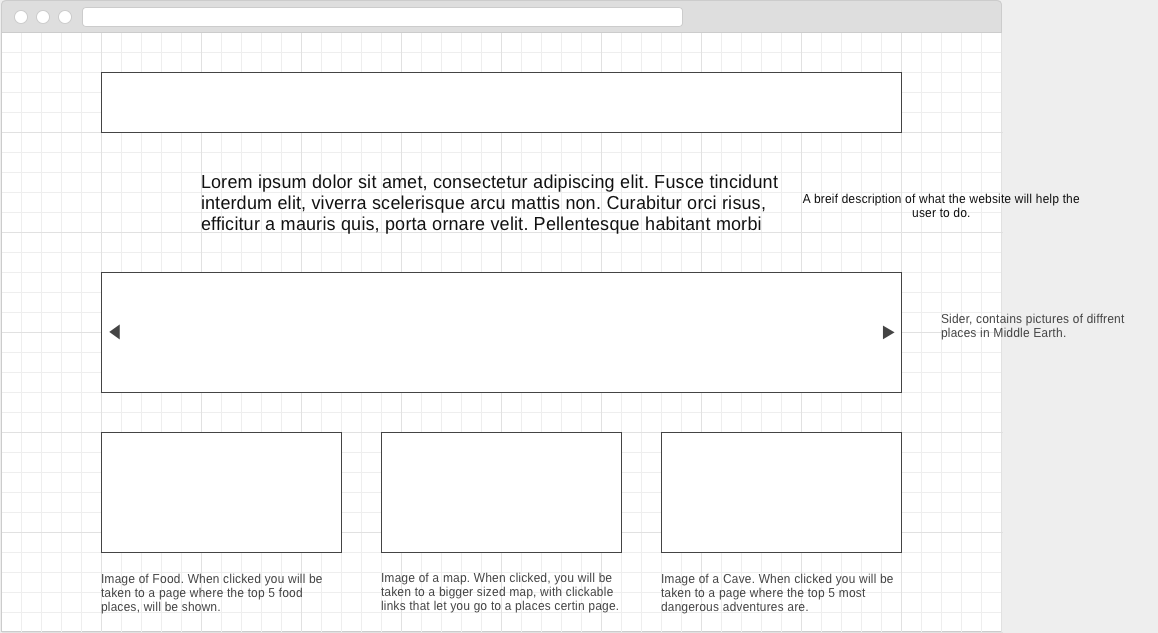 Lorem ipsum dolor sit amet, consectetur adipiscing elit. Fusce tincidunt
interdum elit, viverra scelerisque arcu mattis non. Curabitur orci risus,
efficitur a mauris quis, porta ornare velit. Pellentesque habitant morbi
A breif description of what the website will help the
user to do.
Sider, contains pictures of diffrent
places in Middle Earth.
Image of Food. When clicked you will be
taken to a page where the top 5 food
places, will be shown.
Image of a map. When clicked, you will be
taken to a bigger sized map, with clickable
links that let you go to a places certin page.
Image of a Cave. When clicked you will be
taken to a page where the top 5 most
dangerous adventures are.